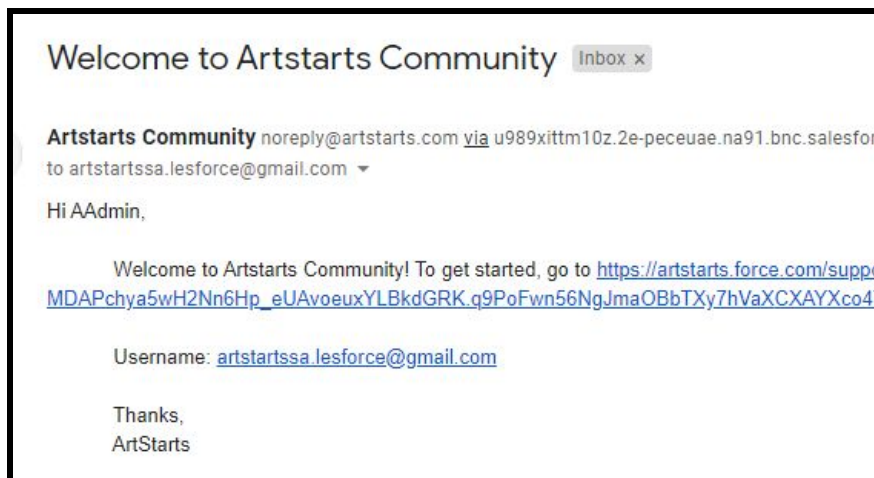 Welcome to Artstarts Community Inbox x
Artstarts Community noreply@artstarts.com via u989xittm10z.2e-peceuae.na91.bnc.salesfor
to artstartssa.lesforce@gmail.com
Hi AAdmin,
Welcome to Artstarts Community! To get started, go to https://artstarts.force.com/suppo
MDAPchya5wH2Nn6Hp_eUAvoeuxYLBkdGRK.q9PoFwn56NgJmaOBbTXy7hVaXCXAYXco4
Username: artstartssa.lesforce@gmail.com
Thanks,
ArtStarts